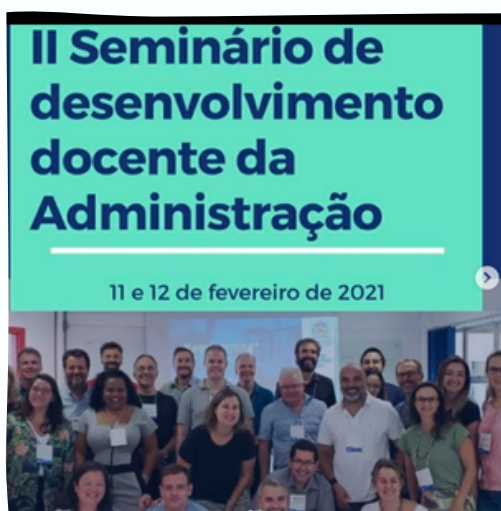 II Seminário de
desenvolvimento
docente da
Administração
11 e 12 de fevereiro de 2021